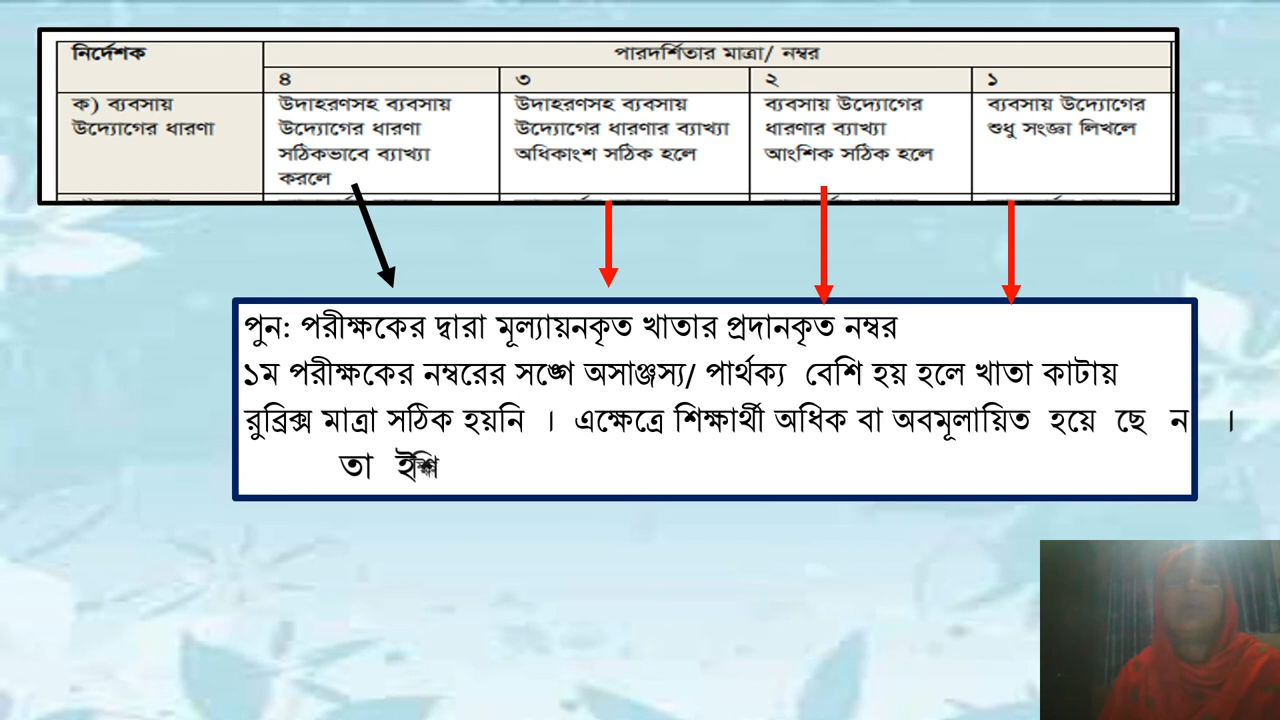 নির্দেশক
পারদর্শিতার মাত্রা/ নম্বর
৪ ৩ ২ ১
ক) ব্যবসায়
উদ্যোগের ধারণা
উদাহরণসহ ব্যবসায়
উদ্যোগের ধারণা
সঠিকভাবে ব্যাখ্যা
করলে
উদাহরণসহ ব্যবসায়
উদ্যোগের ধারণার ব্যাখ্যা
অধিকাংশ সঠিক হলে
ব্যবসায় উদ্যোগের
ধারণার ব্যাখ্যা
আংশিক সঠিক হলে
ব্যবসায় উদ্যোগের
শুধু সংজ্ঞা লিখলে
পুন: পরীক্ষকের দ্বারা মূল্যায়নকৃত খাতার প্রদানকৃত নম্বর
১ম পরীক্ষকের নম্বরের সঙ্গে অসাঞ্জস্য/ পার্থক্য বেশি হয় হলে খাতা কাটায়
রুব্রিক্স মাত্রা সঠিক হয়নি । এক্ষেত্রে শিক্ষার্থী অধিক বা অবমূলায়িত হয়ে ছে ন ।
তা